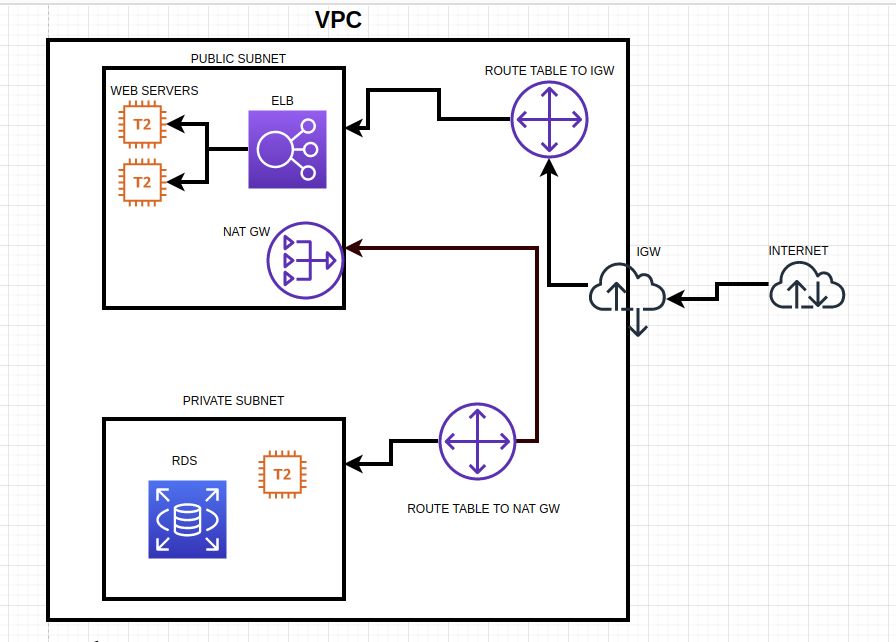 VPC
PUBLIC SUBNET
ROUTE TABLE TO IGW
WEB SERVERS
ELB
T2
T2
NAT GW
IGW
INTERNET
PRIVATE SUBNET
RDS
T2
ROUTE TABLE TO NAT GW